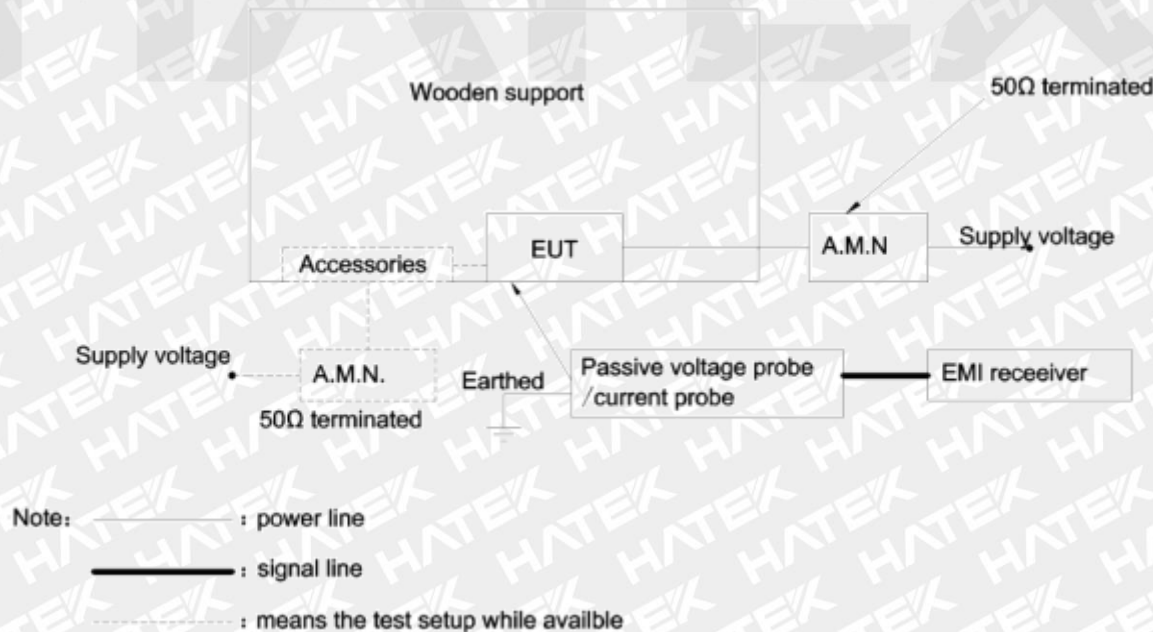 Wooden support
50Ω terminated
EUT
A.M.N
Supply voltage
Accessories
Supply voltage
A.M.N.
50Ω terminated
Earthed
Passive voltage probe
/current probe
EMI receeiver
Note:
: power line
: signal line
: means the test setup while availble
HATEK